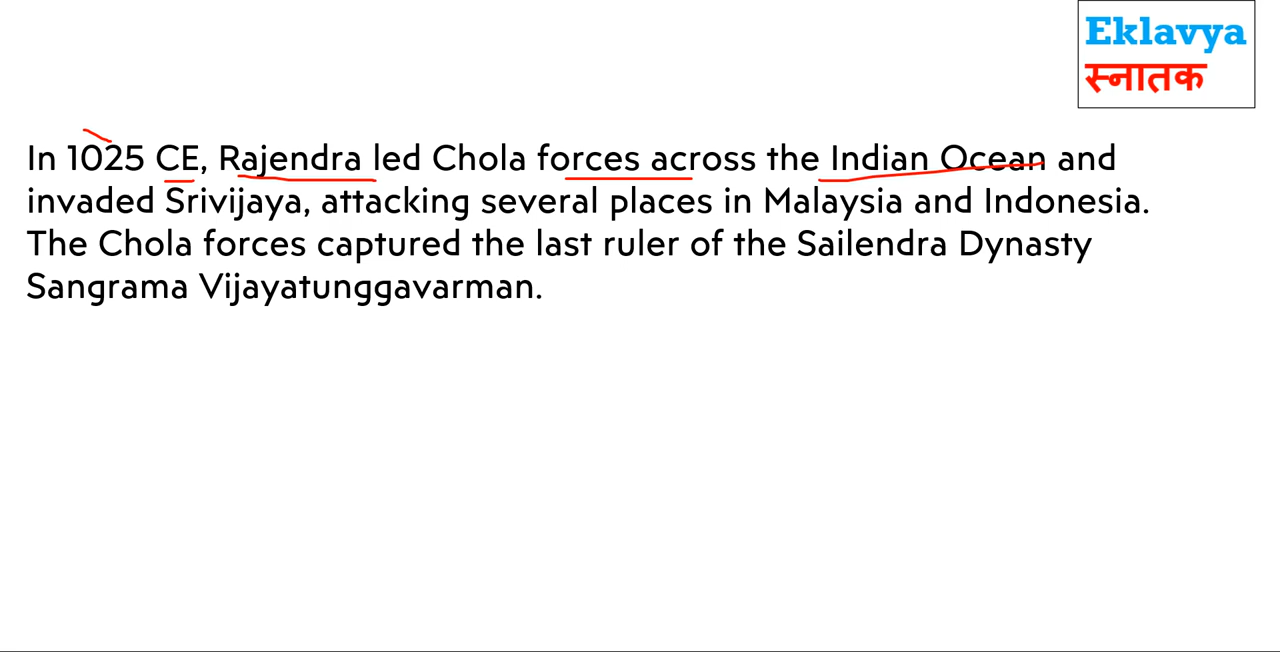 Eklavya
स्नातक
In 1025 CE, Rajendra led Chola forces across the Indian Ocean and
invaded Srivijaya, attacking several places in Malaysia and Indonesia.
The Chola forces captured the last ruler of the Sailendra Dynasty
Sangrama Vijayatunggavarman.